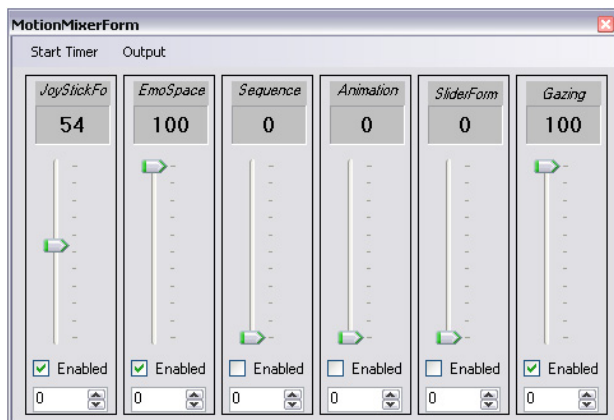 MotionMixerForm
Start Timer Output
JoyStickFo EmoSpace Sequence Animation SliderForm Gazing
54 100 0 0 0 100
Enabled Enabled Enabled Enabled Enabled Enabled
0 0 0 0 0 0